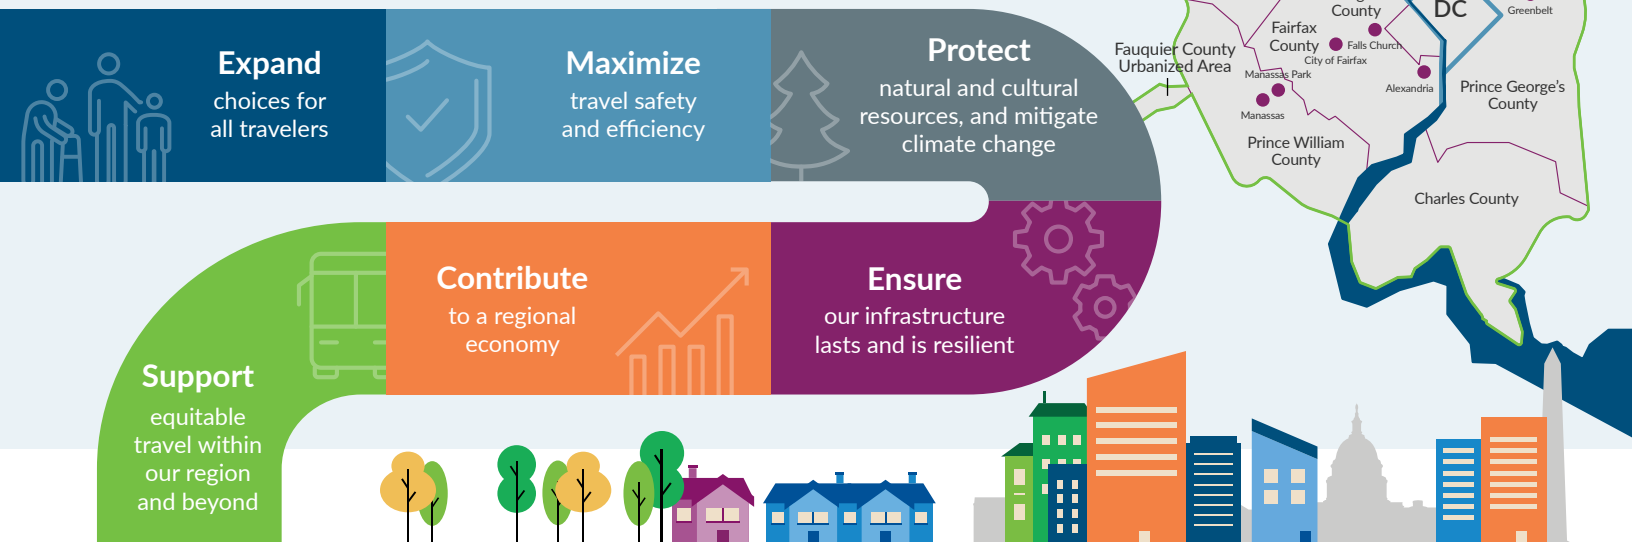 Expand
choices for
all travelers
Maximize
travel safety
and efficiency
Protect
natural and cultural
resources, and mitigate
climate change
Support
equitable
travel within
our region
and beyond
Contribute
to a regional
economy
Ensure
our infrastructure
lasts and is resilient
County
DC
Greenbelt
Fairfax
County
Falls Church
City of Fairfax
Fauquier County
Urbanized Area
Manassas Park
Manassas
Alexandria
Prince George's
County
Prince William
County
Charles County